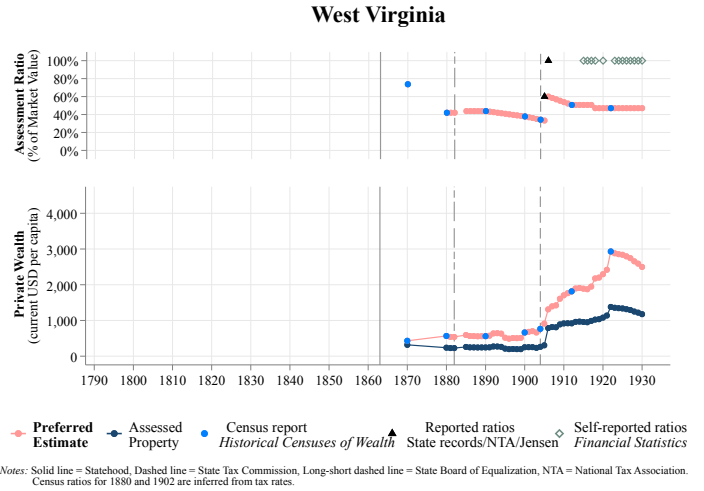 West Virginia
Assessment Ratio
(% of Market Value)
100%
80%
60%
40%
20%
0%
Private Wealth
(current USD per capita)
4,000
3,000
2,000
1,000
0
1790 1800 1810 1820 1830 1840 1850 1860 1870 1880 1890 1900 1910 1920 1930
Preferred
Estimate
Assessed
Property
Census report
Historical Censuses of Wealth
Reported ratios
State records/NTA/Jensen
Self-reported ratios
Financial Statistics
Notes: Solid line = Statehood, Dashed line = State Tax Commission, Long-short dashed line = State Board of Equalization, NTA = National Tax Association.
Census ratios for 1880 and 1902 are inferred from tax rates.